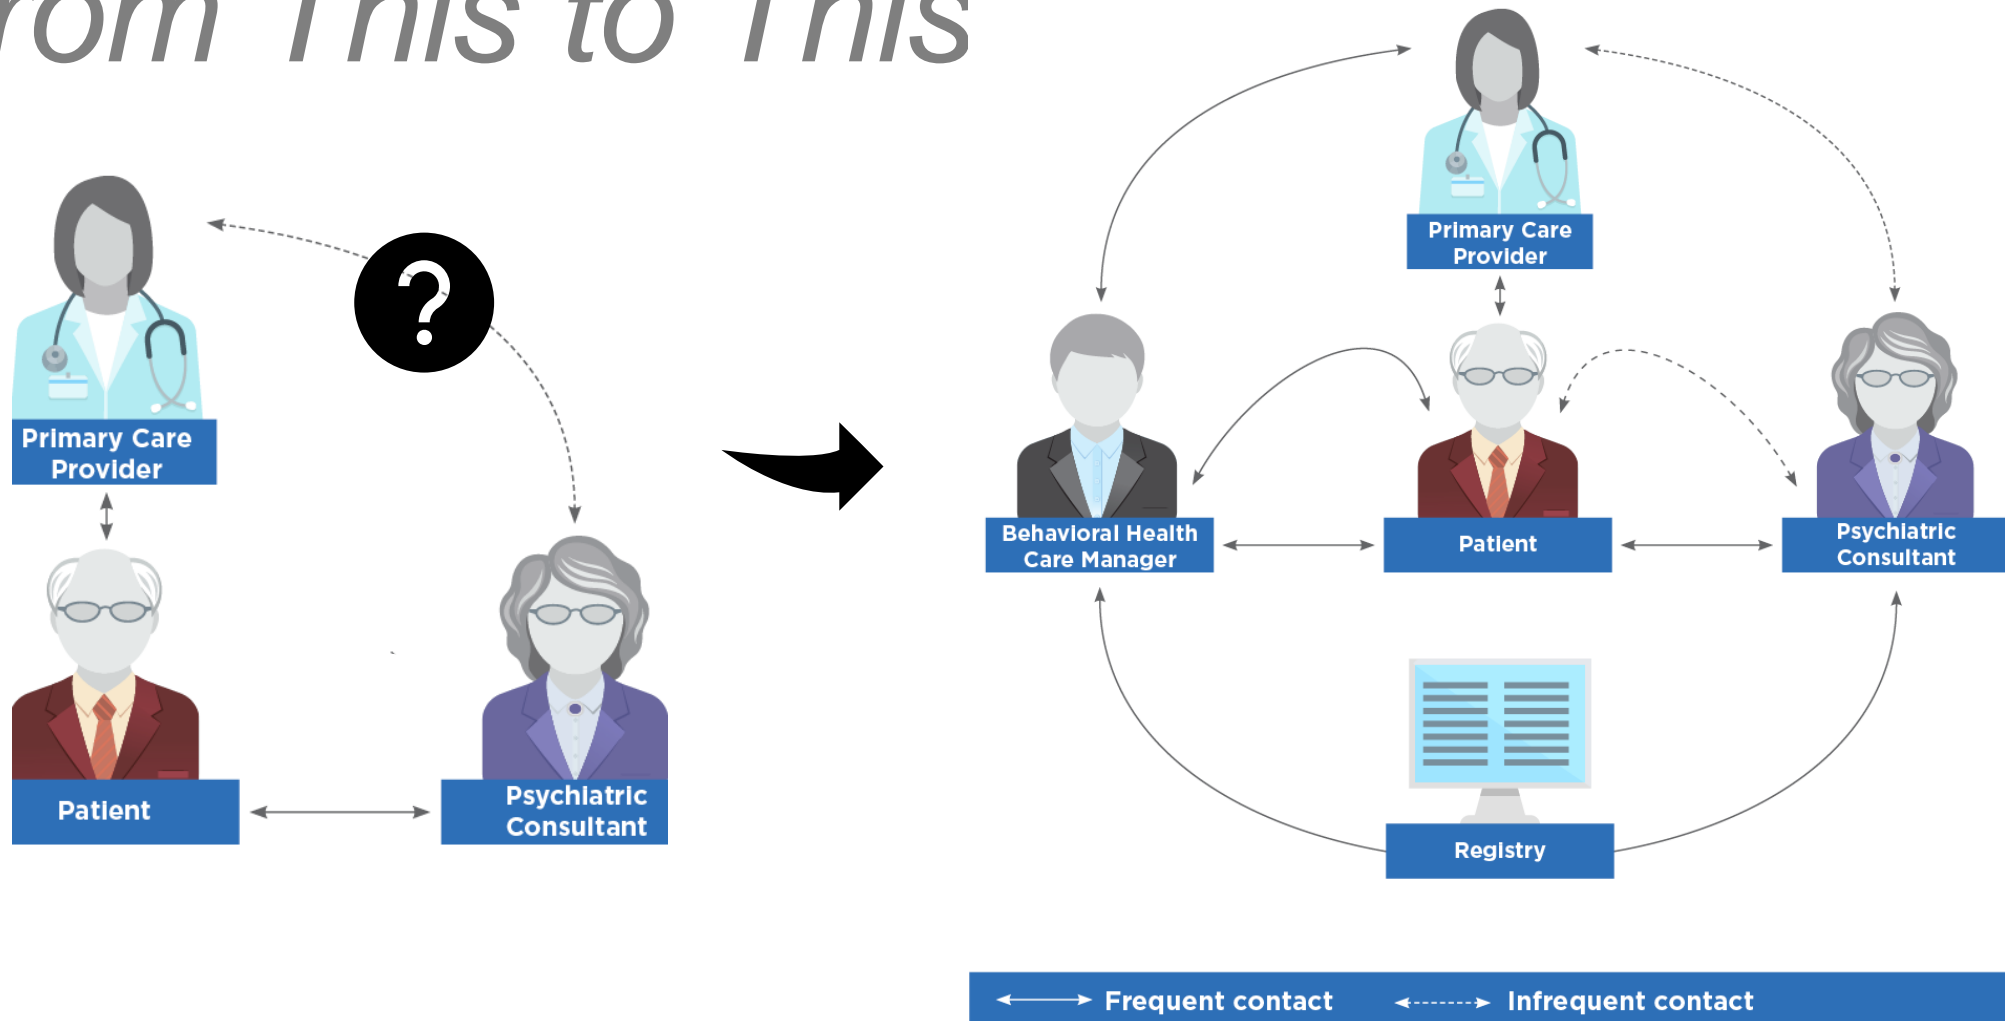 rom This to This
?
Primary Care
Provider
Patient
Psychiatric
Consultant
Primary Care
Provider
Behavioral Health
Care Manager
Patient
Psychiatric
Consultant
Registry
Frequent contact
Infrequent contact